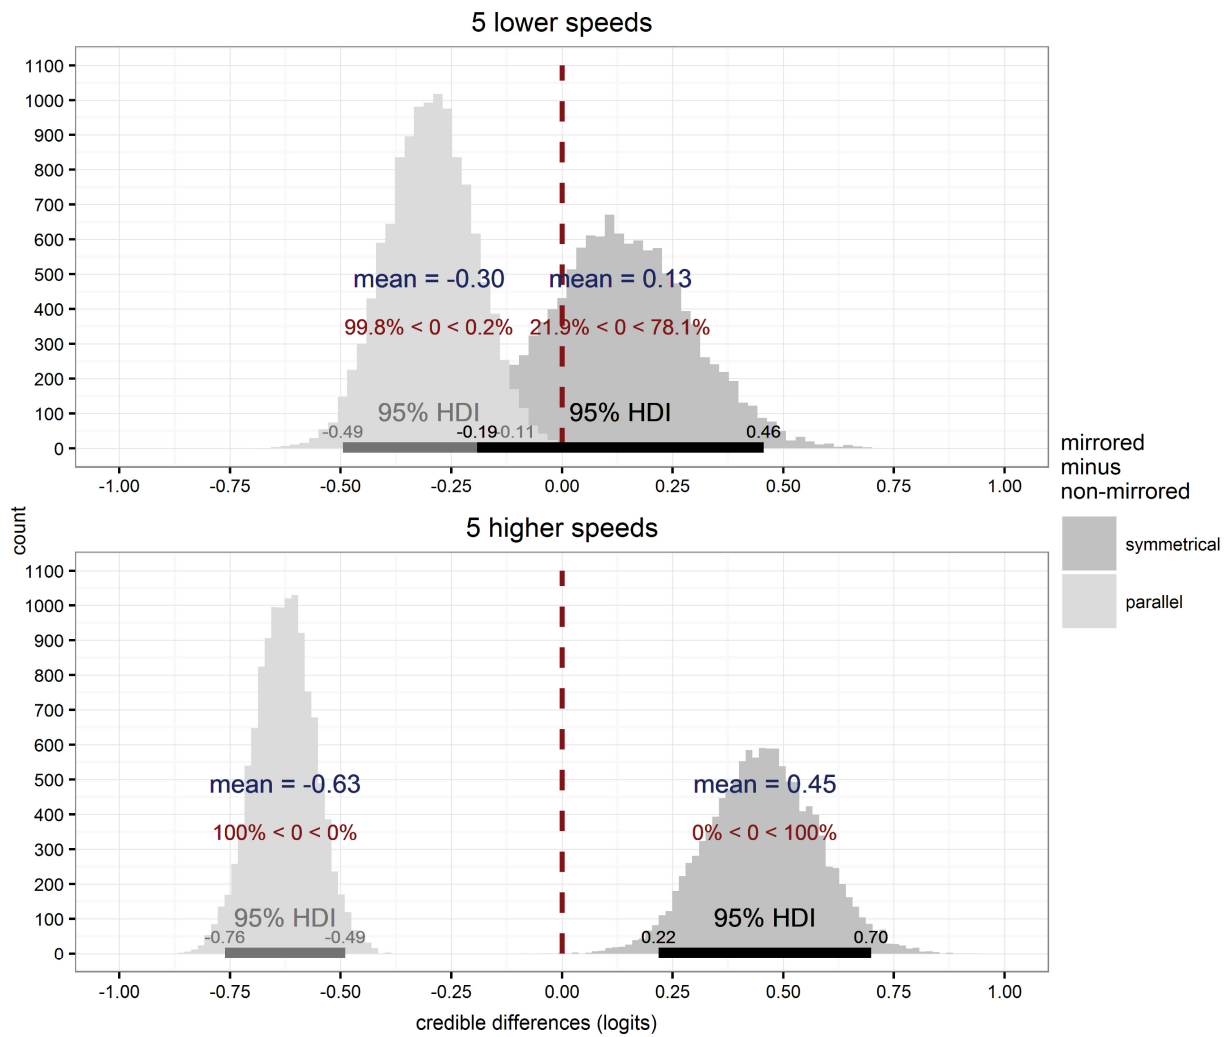 5 lower speeds
1100
1000
900
800
700
600
500
400
300
200
100
0
mean = -0.30
mean = 0.13
99.8% < 0 < 0.2%
21.9% < 0 < 78.1%
95% HDI
95% HDI
-0.49
-0.19
-0.11
0.46
-1.00
-0.75
-0.50
-0.25
0.00
0.25
0.50
0.75
1.00
mirrored
minus
non-mirrored
symmetrical
parallel
count
5 higher speeds
1100
1000
900
800
700
600
500
400
300
200
100
0
mean = -0.63
mean = 0.45
100% < 0 < 0%
0% < 0 < 100%
95% HDI
95% HDI
-0.76
-0.49
0.22
0.70
-1.00
-0.75
-0.50
-0.25
0.00
0.25
0.50
0.75
1.00
credible differences (logits)